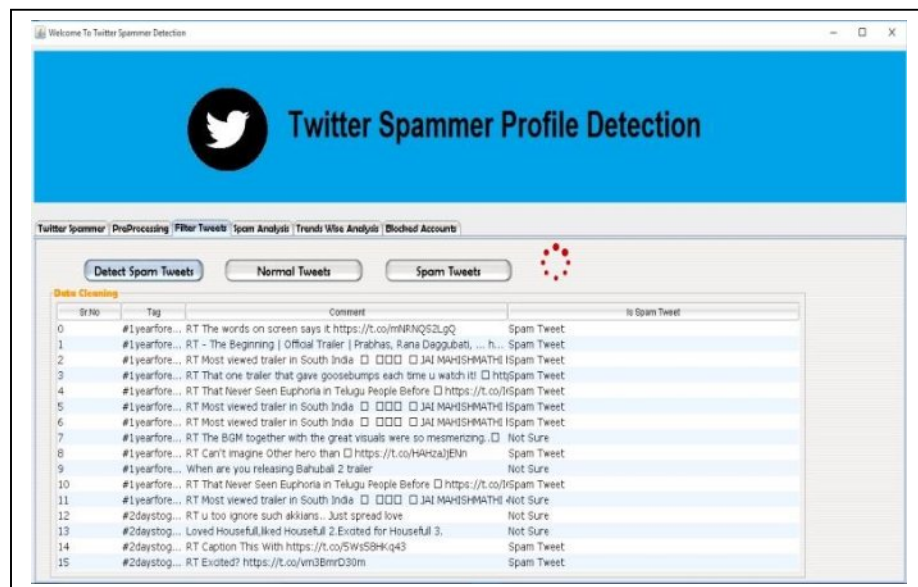 Welcome To Twitter Spammer Detection
Twitter Spammer Profile Detection
Twitter Spammer PreProcessing Filter Tweets Spam Analysis Trends Wise Analysis Blocked Accounts
Detect Spam Tweets Normal Tweets Spam Tweets
Data Cleaning
Sr.No Tag Comment Is Spam Tweet
0 #1yearfore... RT The words on screen says it https://t.co/mNRNQS2LgQ Spam Tweet
1 #1yearfore... RT - The Beginning | Official Trailer | Prabhas, Rana Daggubati, ... h... Spam Tweet
2 #1yearfore... RT Most viewed trailer in South India □ □□□ □ JAI MAHISHMATHI Spam Tweet
3 #1yearfore... RT That one trailer that gave goosebumps each time u watch it! □ Spam Tweet
4 #1yearfore... RT That Never Seen Euphoria in Telugu People Before □ https://t.co/ Spam Tweet
5 #1yearfore... RT Most viewed trailer in South India □ □□□ □ JAI MAHISHMATHI Spam Tweet
6 #1yearfore... RT Most viewed trailer in South India □ □□□ □ JAI MAHISHMATHI Spam Tweet
7 #1yearfore... RT The BGM together with the great visuals were so mesmerizing..□ Not Sure
8 #1yearfore... RT Can't imagine Other hero than □ https://t.co/HAHzaJjENn Spam Tweet
9 #1yearfore... When are you releasing Bahubali 2 trailer Not Sure
10 #1yearfore... RT That Never Seen Euphoria in Telugu People Before □ https://t.co/ Spam Tweet
11 #1yearfore... RT Most viewed trailer in South India □ □□□ □ JAI MAHISHMATHI Not Sure
12 #2daystog... RT u too ignore such akkians.. Just spread love Not Sure
13 #2daystog... Loved Housefull,liked Housefull 2.Excited for Housefull 3. Not Sure
14 #2daystog... RT Caption This With https://t.co/5WsSBHKq43 Spam Tweet
15 #2daystog... RT Excited? https://t.co/vm3BmrD30m Spam Tweet